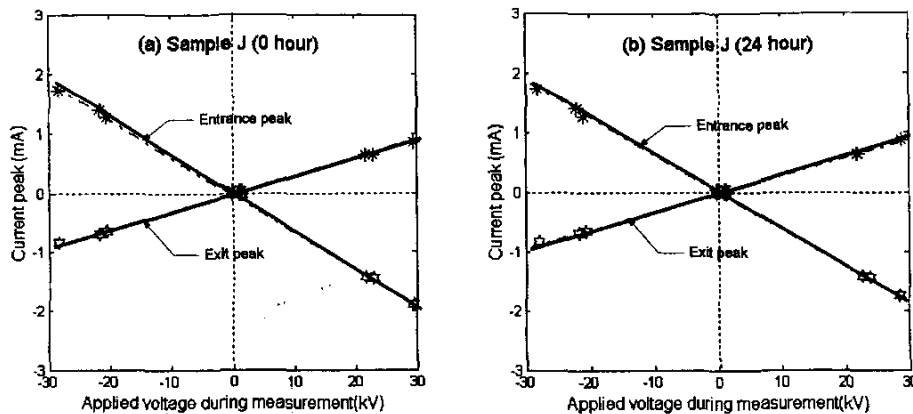 (a) Sample J (0 hour)
Entrance peak
Exit peak
Current peak (mA)
3
2
1
0
-1
-2
-3
-30
-20
-10
0
10
20
30
Applied voltage during measurement(kV)
(b) Sample J (24 hour)
Entrance peak
Exit peak
Current peak (mA)
3
2
1
0
-1
-2
-3
-30
-20
-10
0
10
20
30
Applied voltage during measurement(kV)